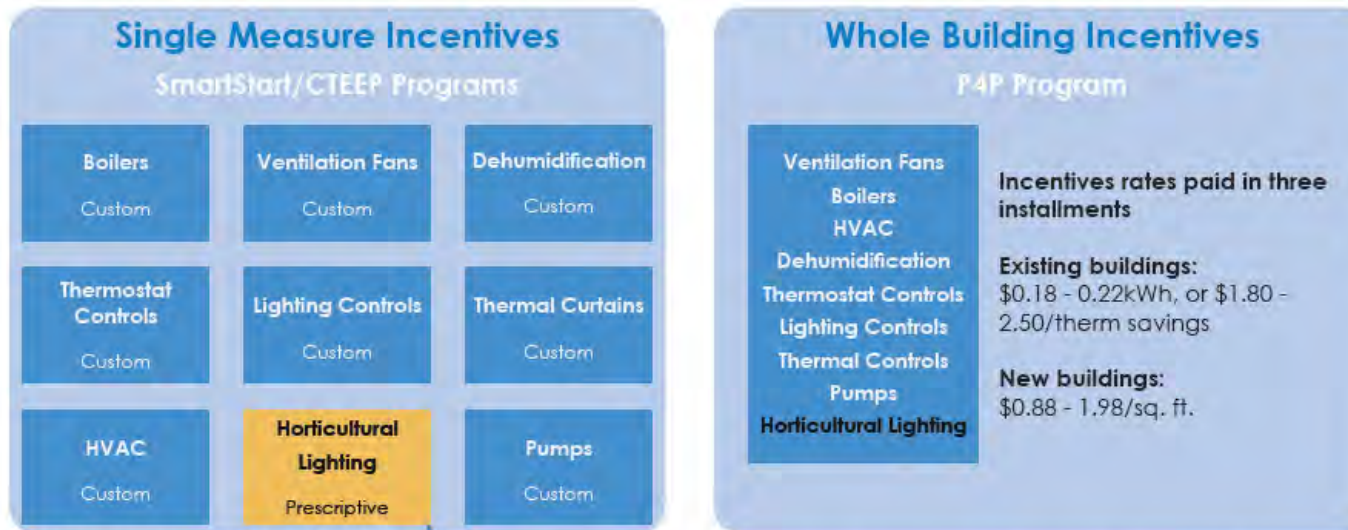 Single Measure Incentives
SmartStart/CTEEP Programs
Boilers
Custom
Ventilation Fans
Custom
Dehumidification
Custom
Thermostat
Controls
Custom
Lighting Controls
Custom
Thermal Curtains
Custom
HVAC
Custom
Horticultural
Lighting
Prescriptive
Pumps
Custom
Whole Building Incentives
P4P Program
Ventilation Fans
Boilers
HVAC
Dehumidification
Thermostat Controls
Lighting Controls
Thermal Controls
Pumps
Horticultural Lighting
Incentives rates paid in three
installments
Existing buildings:
$0.18 - 0.22kWh, or $1.80 -
2.50/therm savings
New buildings:
$0.88 - 1.98/sq. ft.